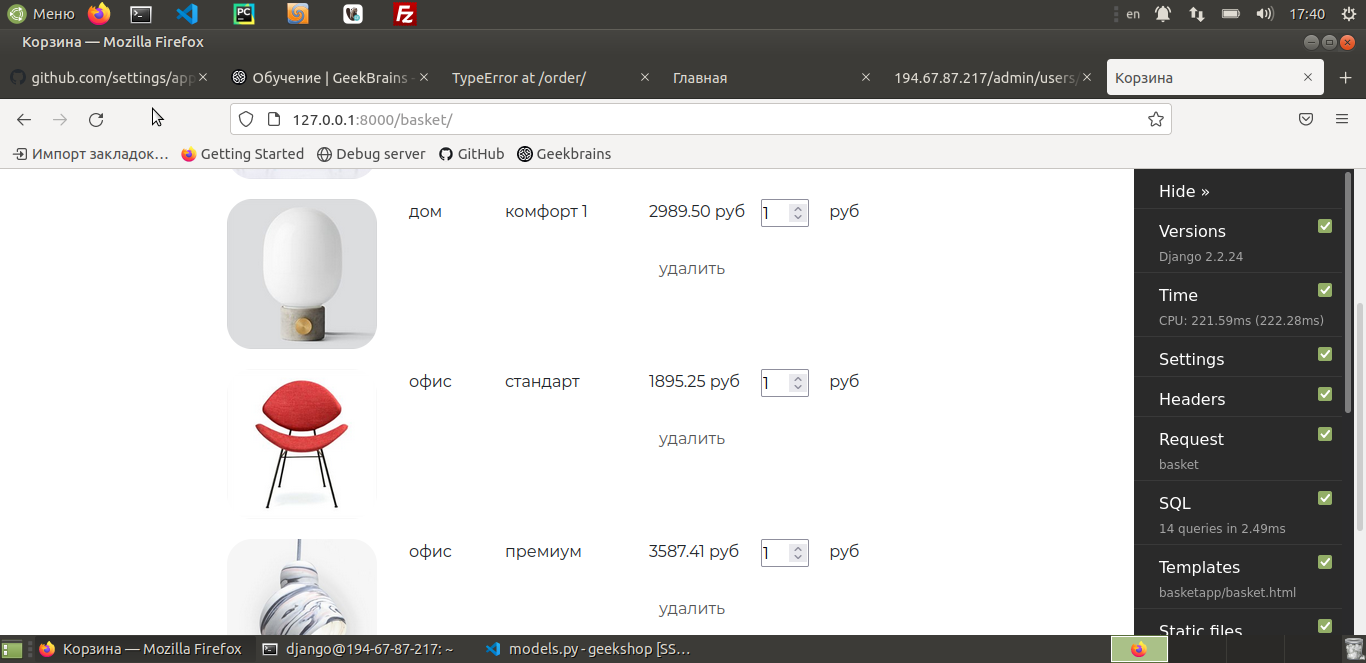 Меню
en
17:40
Корзина — Mozilla Firefox
github.com/settings/app
Обучение | GeekBrains -
TypeError at /order/
Главная
194.67.87.217/admin/users/
Корзина
127.0.0.1:8000/basket/
Импорт закладок…
Getting Started
Debug server
GitHub
Geekbrains
дом комфорт 1 2989.50 руб 1 руб
удалить
офис стандарт 1895.25 руб 1 руб
удалить
офис премиум 3587.41 руб 1 руб
удалить
Hide »
Versions
Django 2.2.24
Time
CPU: 221.59ms (222.28ms)
Settings
Headers
Request
basket
SQL
14 queries in 2.49ms
Templates
basketapp/basket.html
Static files
Корзина — Mozilla Firefox
django@194-67-87-217: ~
models.py - geekshop [SS…